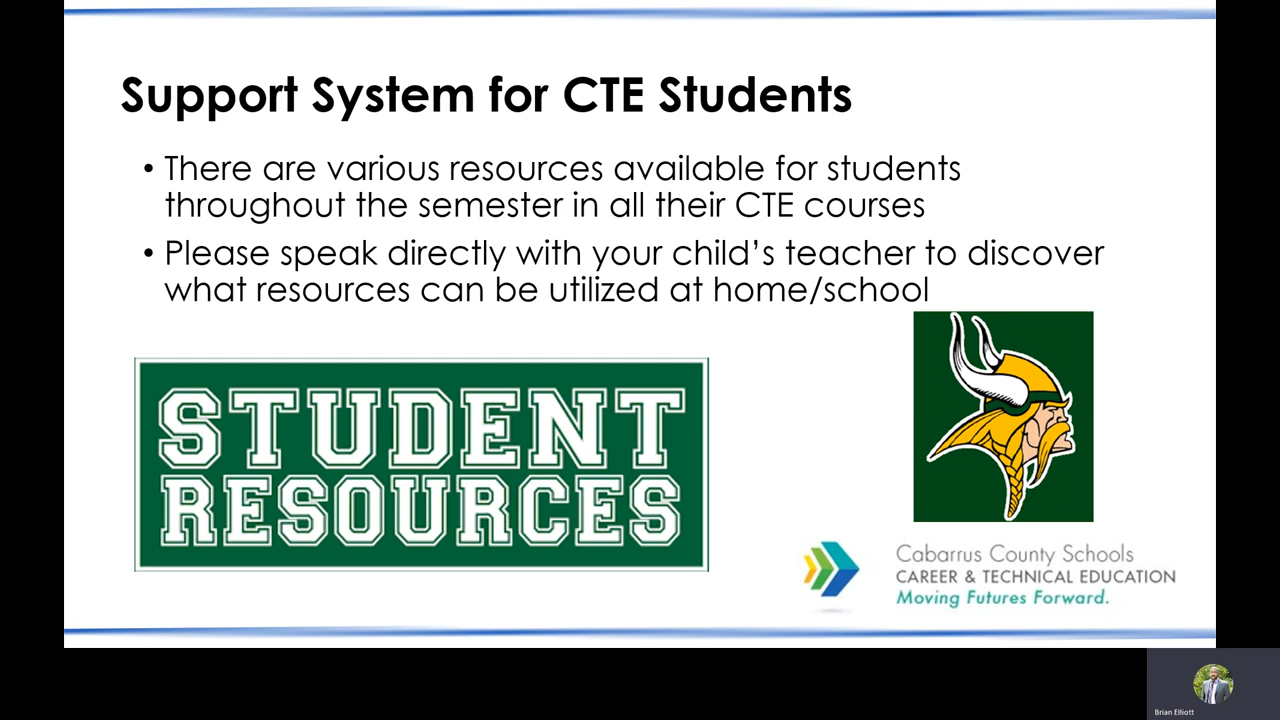 Support System for CTE Students
• There are various resources available for students
throughout the semester in all their CTE courses
• Please speak directly with your child's teacher to discover
what resources can be utilized at home/school
STUDENT
RESOURCES
Cabarrus County Schools
CAREER & TECHNICAL EDUCATION
Moving Futures Forward.
Brian Elliott